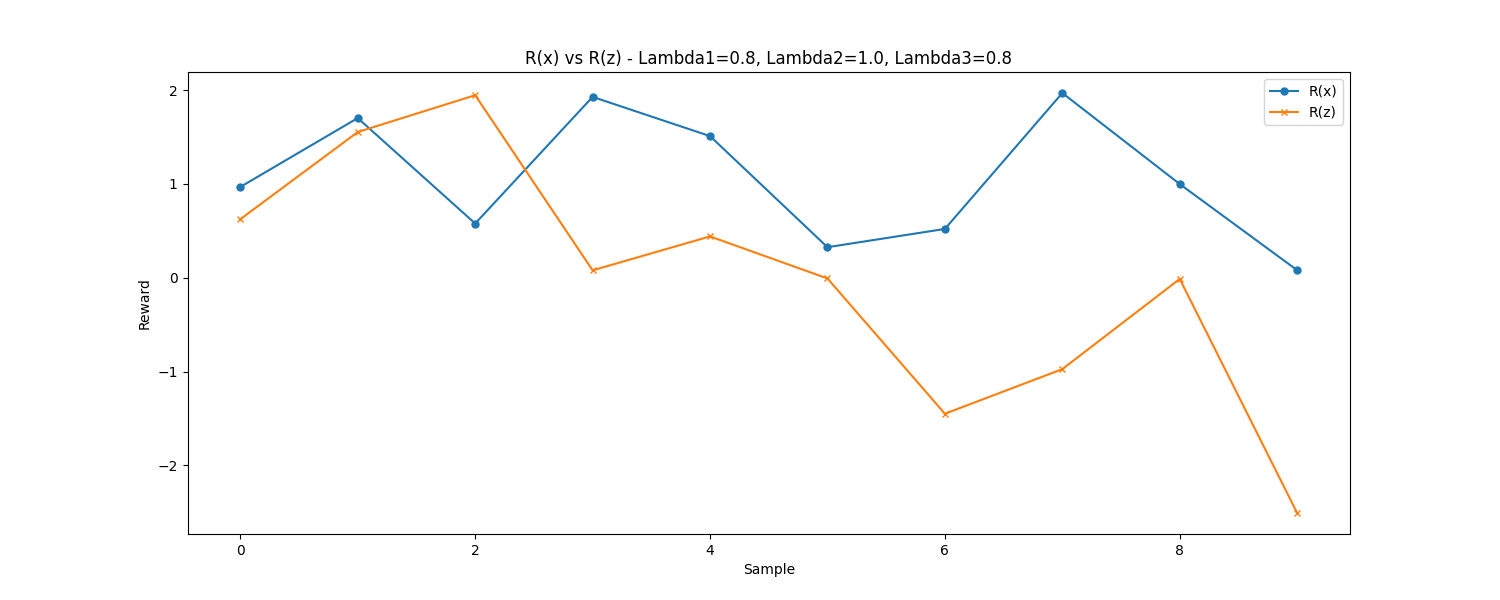 R(x) vs R(z) - Lambda1=0.8, Lambda2=1.0, Lambda3=0.8
R(x)
R(z)
2
1
0
−1
−2
Reward
0
2
4
6
8
Sample